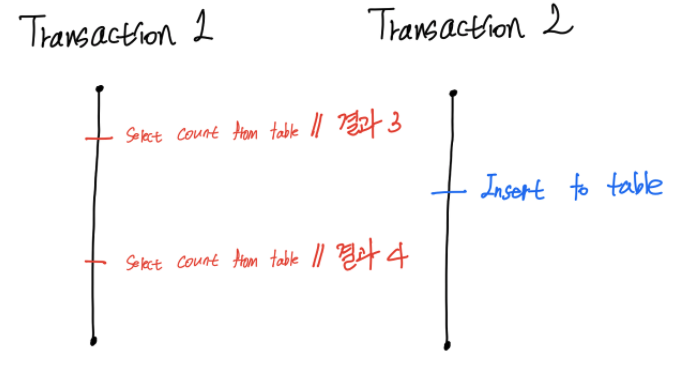 Transaction 1
Transaction 2
Select count from table // 결과 3
Insert to table
Select count from table // 결과 4